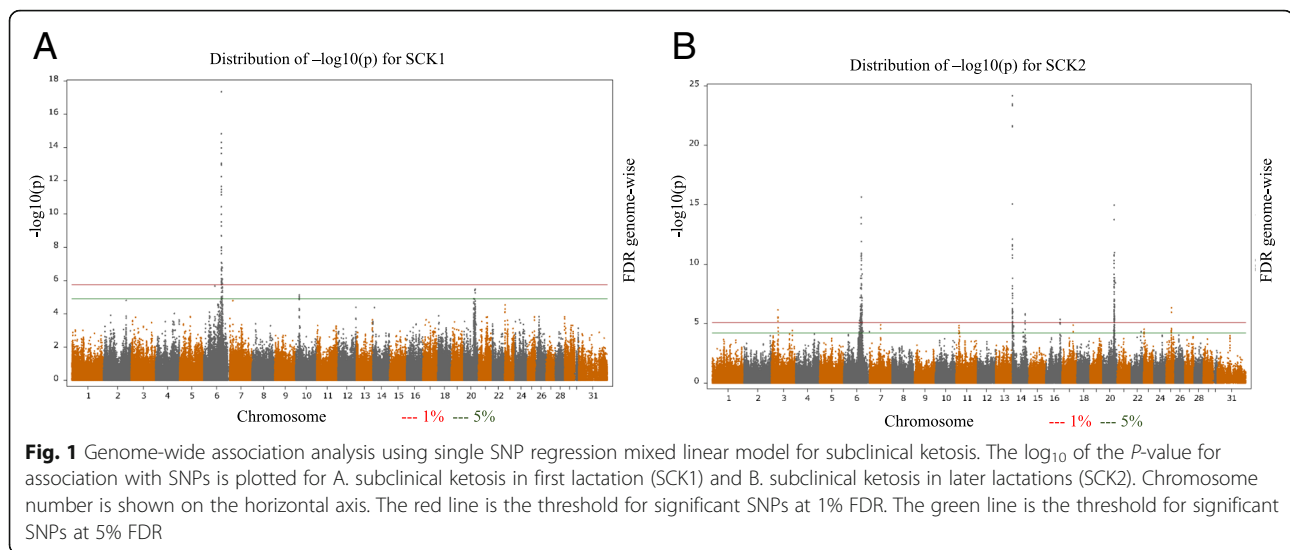 A
Distribution of –log10(p) for SCK1
18
16
14
12
10
8
6
4
2
0
-log10(p)
FDR genome-wise
1 2 3 4 5 6 7 8 9 10 11 12 13 14 15 16 18 20 22 24 26 28 31
Chromosome --- 1% --- 5%
B
Distribution of –log10(p) for SCK2
25
20
15
10
5
0
-log10(p)
FDR genome-wise
1 2 3 4 5 6 7 8 9 10 11 12 13 14 15 16 18 20 22 24 26 28 31
Chromosome --- 1% --- 5%
Fig. 1 Genome-wide association analysis using single SNP regression mixed linear model for subclinical ketosis. The log10 of the P-value for
association with SNPs is plotted for A. subclinical ketosis in first lactation (SCK1) and B. subclinical ketosis in later lactations (SCK2). Chromosome
number is shown on the horizontal axis. The red line is the threshold for significant SNPs at 1% FDR. The green line is the threshold for significant
SNPs at 5% FDR